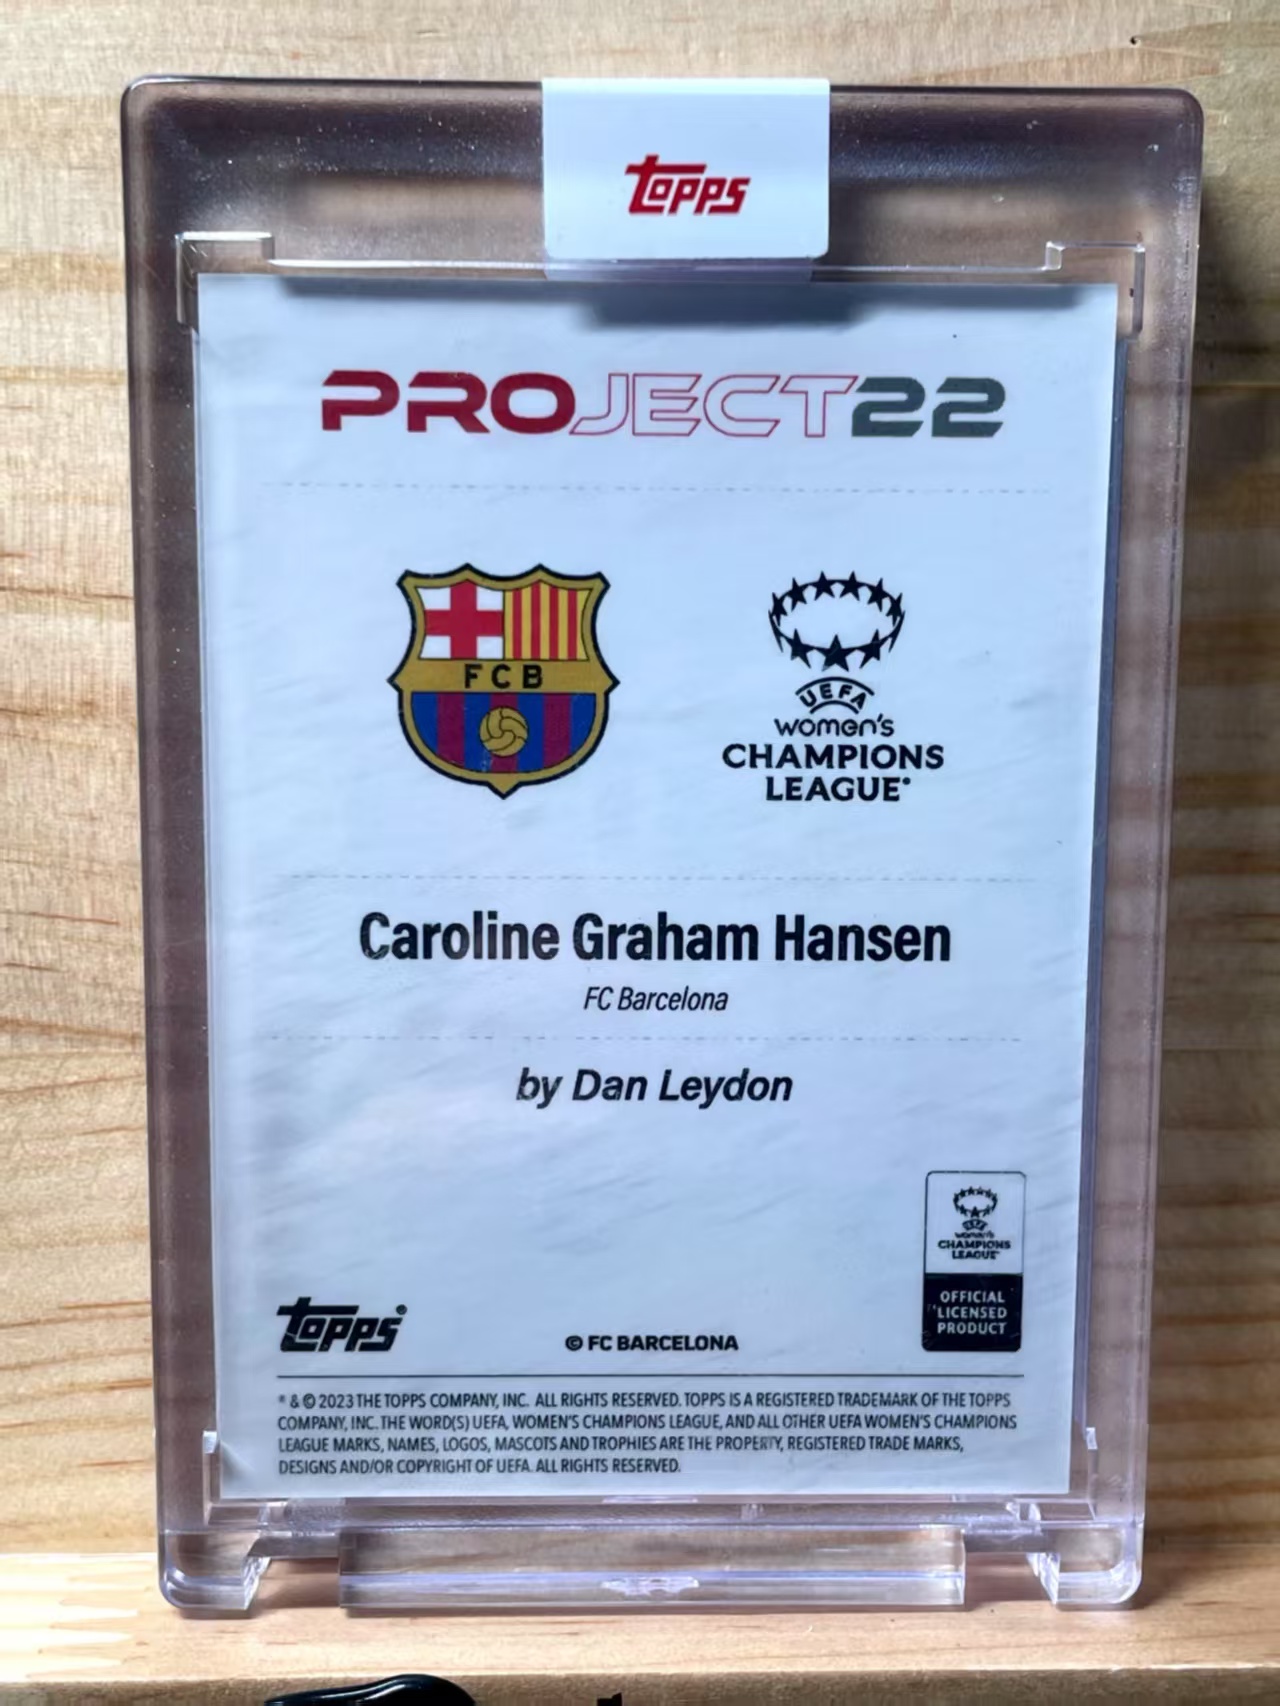 Topps
PROJECT22
FCB
UEFA
women's
CHAMPIONS
LEAGUE®
Caroline Graham Hansen
FC Barcelona
by Dan Leydon
UEFA
women's
CHAMPIONS
LEAGUE
OFFICIAL
LICENSED
PRODUCT
Topps®
© FC BARCELONA
® & © 2023 THE TOPPS COMPANY, INC. ALL RIGHTS RESERVED. TOPPS IS A REGISTERED TRADEMARK OF THE TOPPS
COMPANY, INC. THE WORD(S) UEFA, WOMEN'S CHAMPIONS LEAGUE, AND ALL OTHER UEFA WOMEN'S CHAMPIONS
LEAGUE MARKS, NAMES, LOGOS, MASCOTS AND TROPHIES ARE THE PROPERTY, REGISTERED TRADE MARKS,
DESIGNS AND/OR COPYRIGHT OF UEFA. ALL RIGHTS RESERVED.